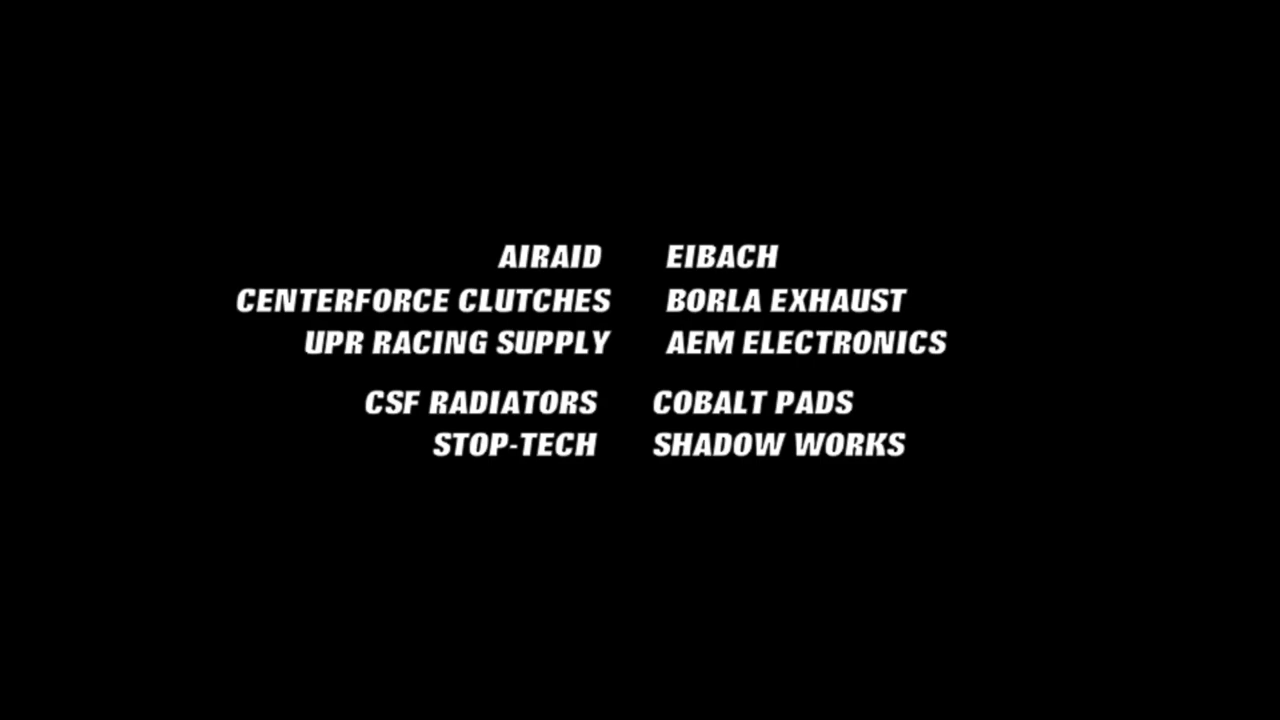 AIRAID EIBACH
CENTERFORCE CLUTCHES BORLA EXHAUST
UPR RACING SUPPLY AEM ELECTRONICS
CSF RADIATORS COBALT PADS
STOP-TECH SHADOW WORKS